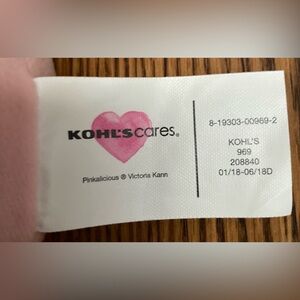 KOHL'S cares®
Pinkalicious ® Victoria Kann
8-19303-00969-2
KOHL'S
969
208840
01/18-06/18D